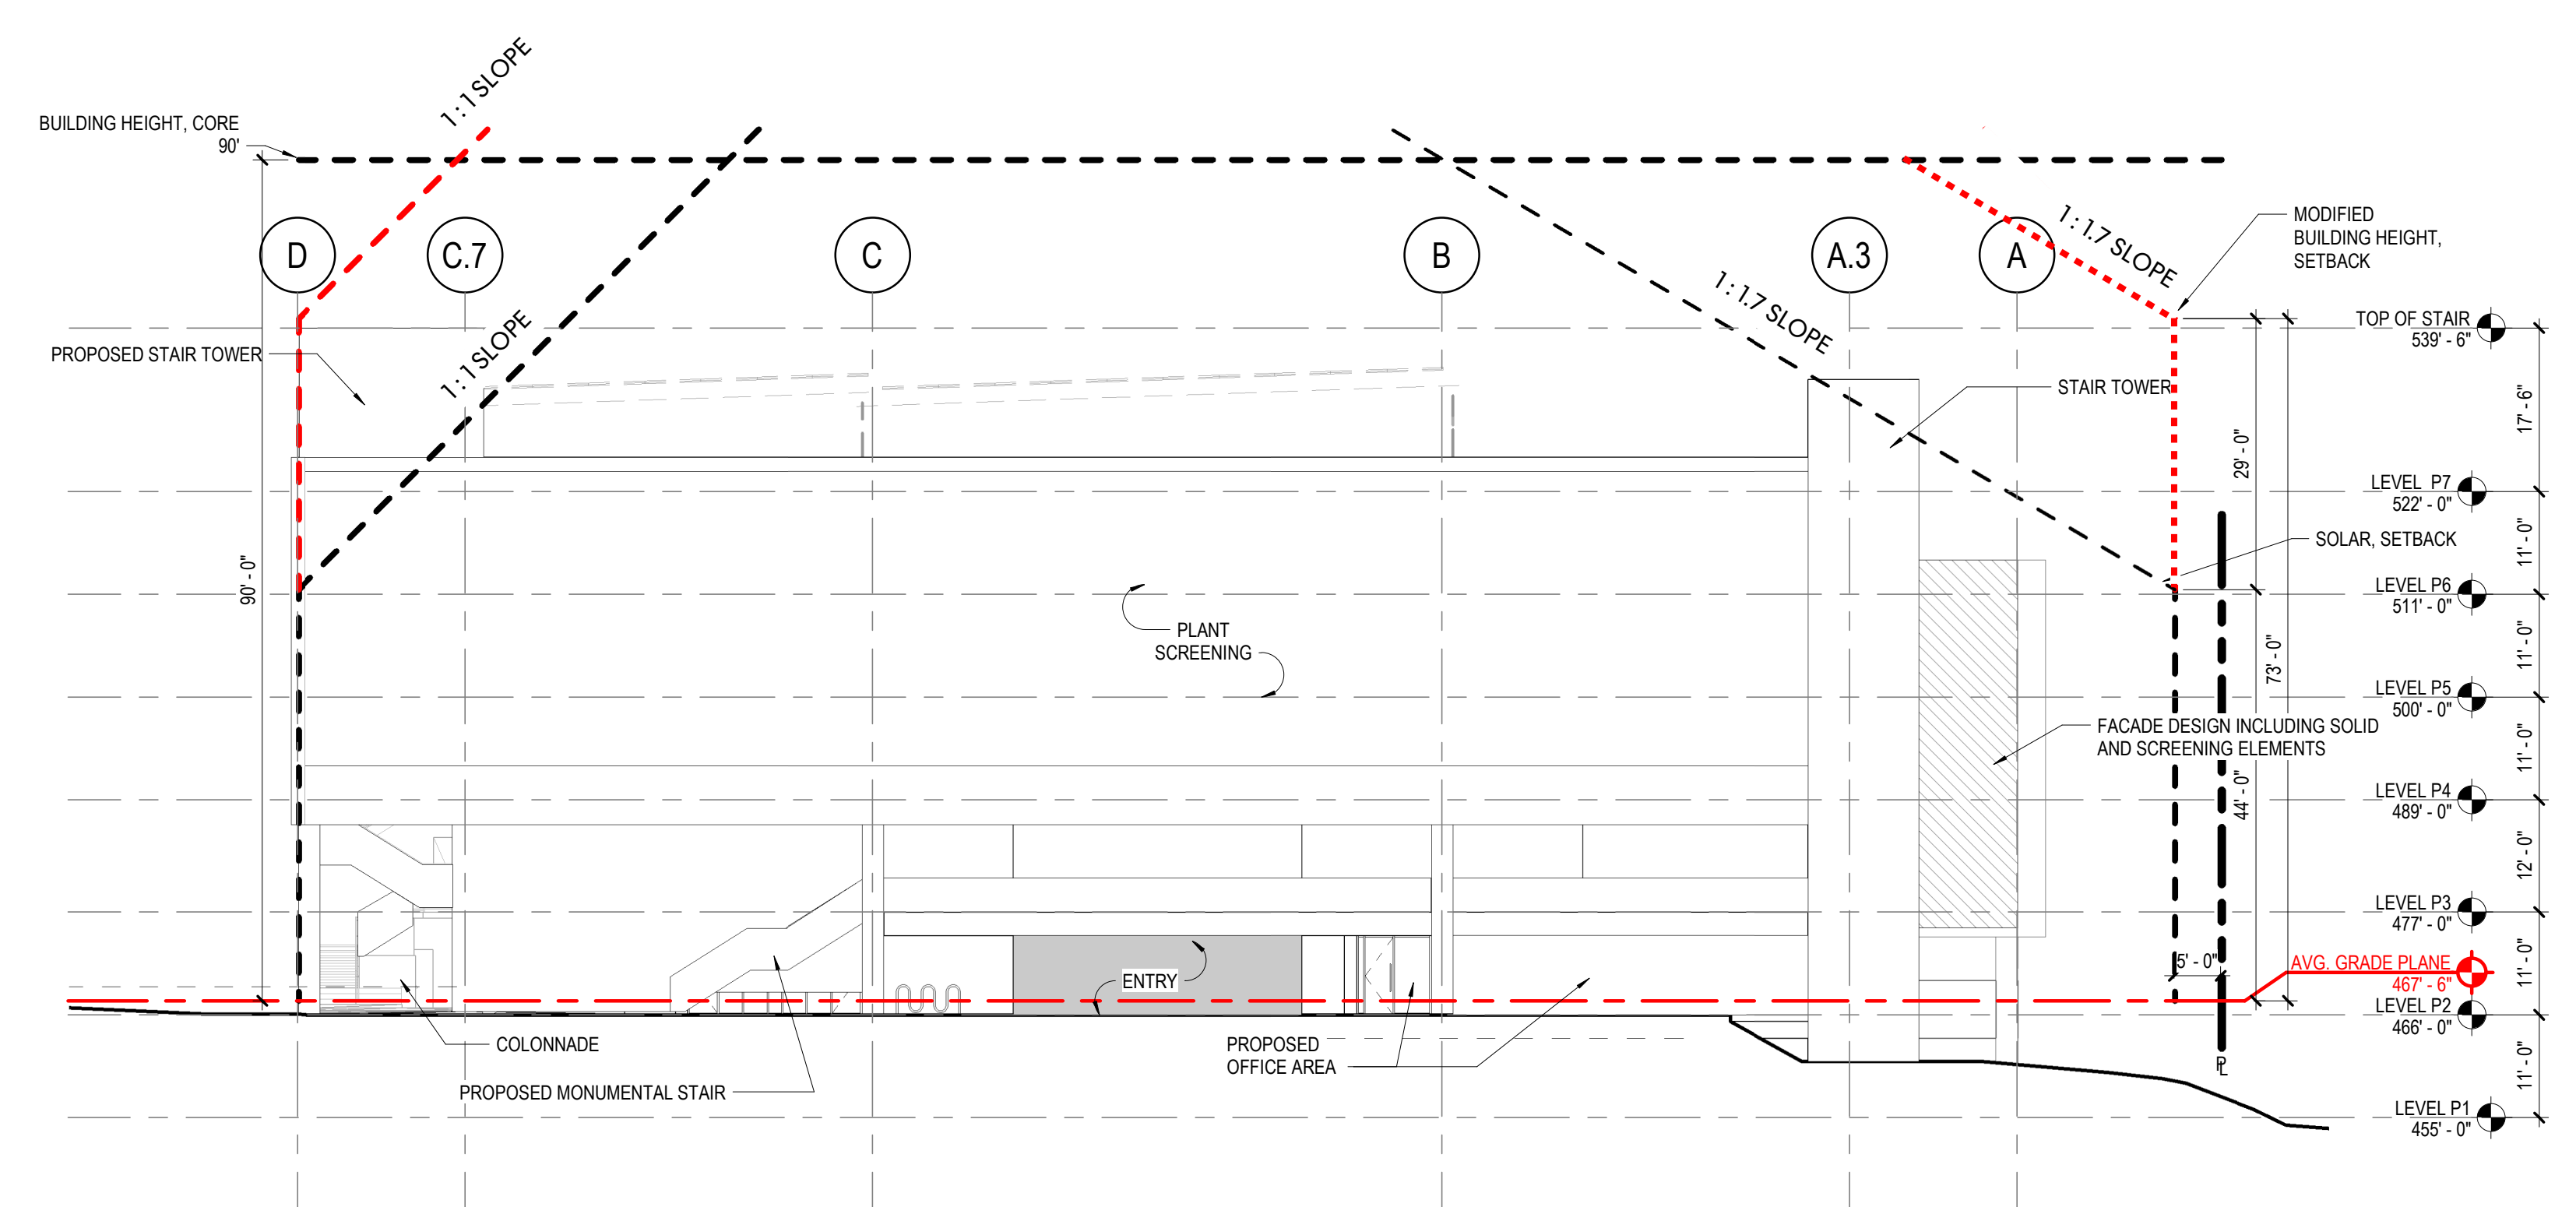 1 : 1 SLOPE
BUILDING HEIGHT, CORE
90'
D
C.7
C
B
A.3
A
1 : 1.7 SLOPE
MODIFIED
BUILDING HEIGHT,
SETBACK
1 : 1.7 SLOPE
1 : 1 SLOPE
TOP OF STAIR
539' - 6"
PROPOSED STAIR TOWER
STAIR TOWER
17' - 6"
29' - 0"
LEVEL P7
522' - 0"
SOLAR, SETBACK
11' - 0"
90' - 0"
LEVEL P6
511' - 0"
PLANT
SCREENING
11' - 0"
73' - 0"
LEVEL P5
500' - 0"
FACADE DESIGN INCLUDING SOLID
AND SCREENING ELEMENTS
11' - 0"
44' - 0"
LEVEL P4
489' - 0"
12' - 0"
LEVEL P3
477' - 0"
5' - 0"
AVG. GRADE PLANE
467' - 6"
11' - 0"
ENTRY
LEVEL P2
466' - 0"
COLONNADE
PROPOSED
OFFICE AREA
PL
PROPOSED MONUMENTAL STAIR
11' - 0"
LEVEL P1
455' - 0"